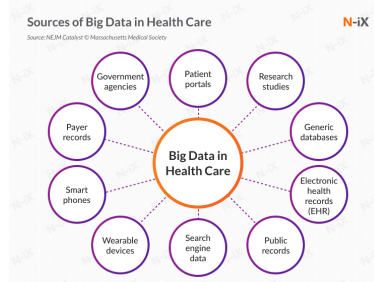 Sources of Big Data in Health Care
N-iX
Source: NEJM Catalyst © Massachusetts Medical Society
Government
agencies
Patient
portals
Research
studies
Payer
records
Generic
databases
Big Data in
Health Care
Smart
phones
Electronic
health
records
(EHR)
Wearable
devices
Search
engine
data
Public
records